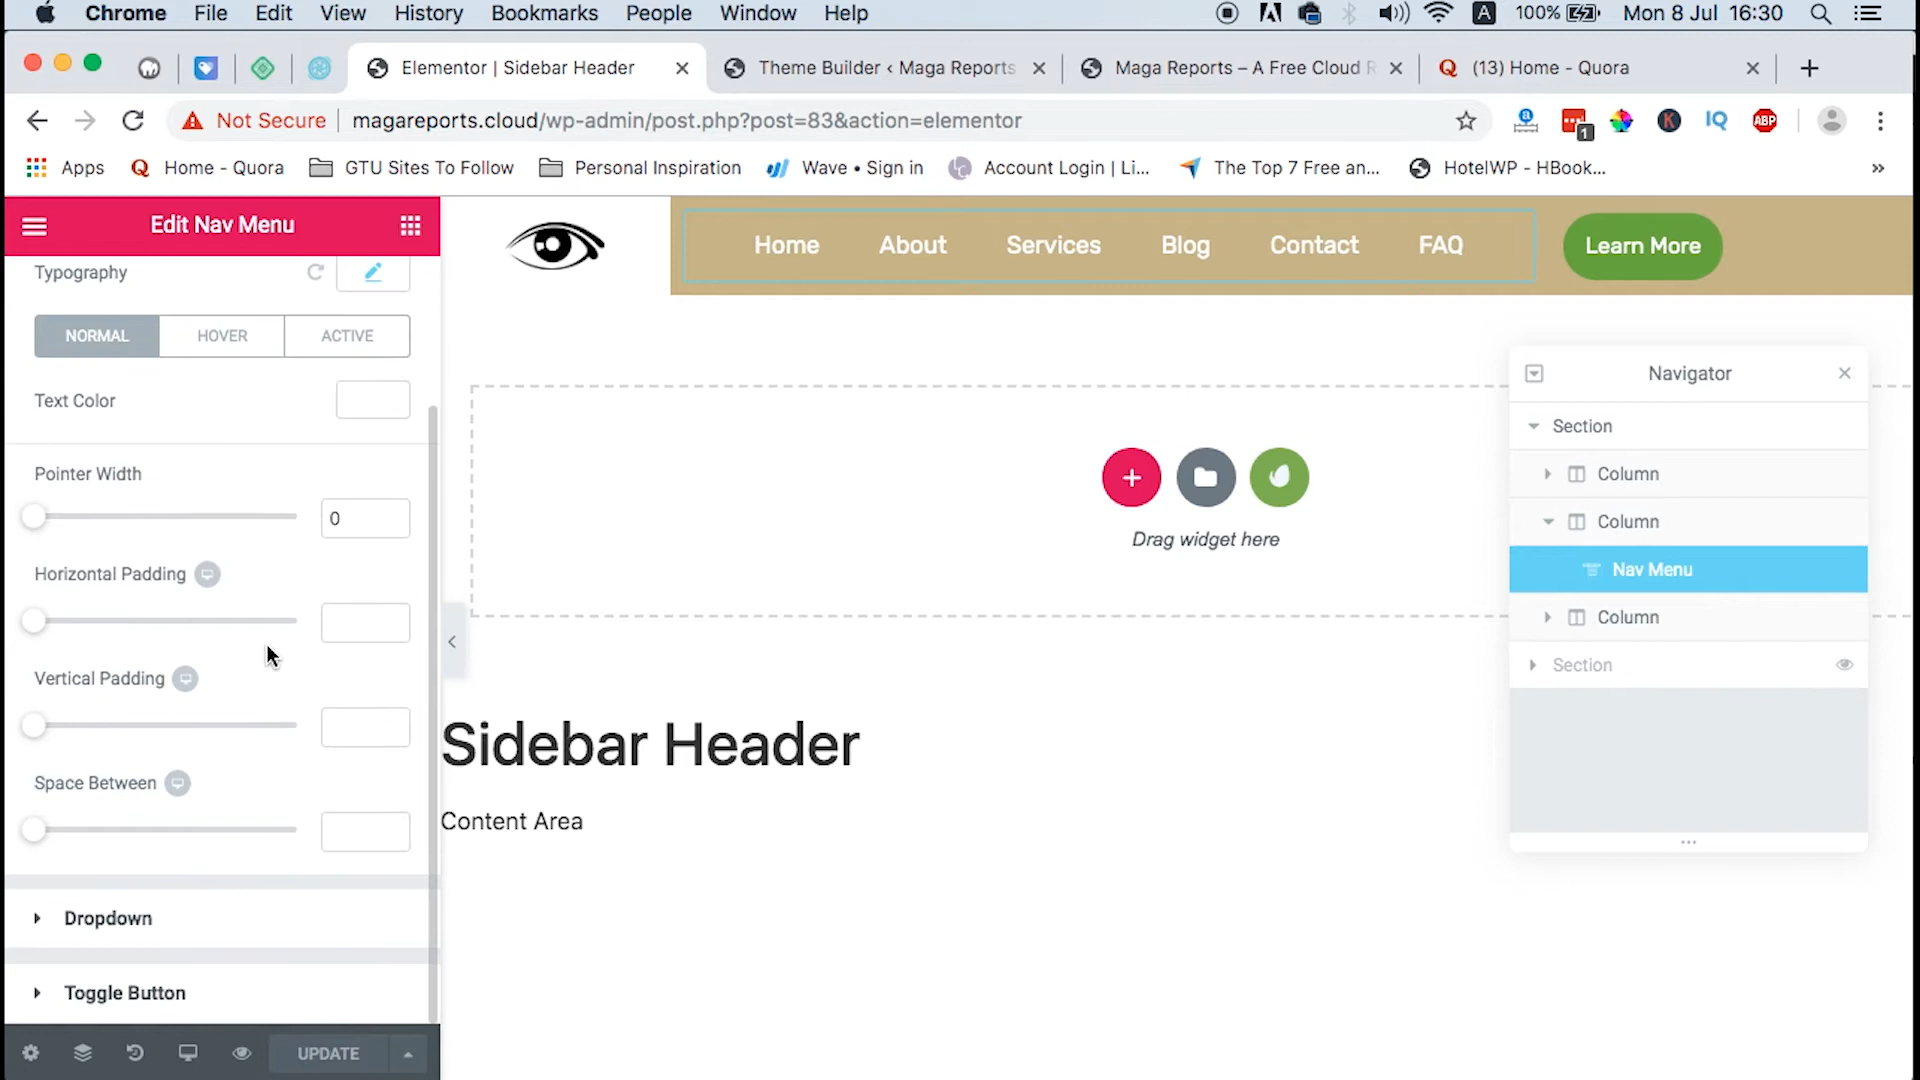 Chrome File Edit View History Bookmarks People Window Help A 100% Mon 8 Jul 16:30
Elementor | Sidebar Header Theme Builder ‹ Maga Reports Maga Reports – A Free Cloud R Q (13) Home - Quora
Not Secure magareports.cloud/wp-admin/post.php?post=83&action=elementor a 1 K IQ ABP
Apps Q Home - Quora GTU Sites To Follow Personal Inspiration Wave • Sign in LC Account Login | Li... The Top 7 Free an... HotelWP - HBook... »
Edit Nav Menu
Home About Services Blog Contact FAQ Learn More
Typography
NORMAL HOVER ACTIVE
Text Color
Pointer Width
0
Horizontal Padding
Vertical Padding
Space Between
Dropdown
Toggle Button
UPDATE
Drag widget here
Sidebar Header
Content Area
Navigator
Section
Column
Column
Nav Menu
Column
Section